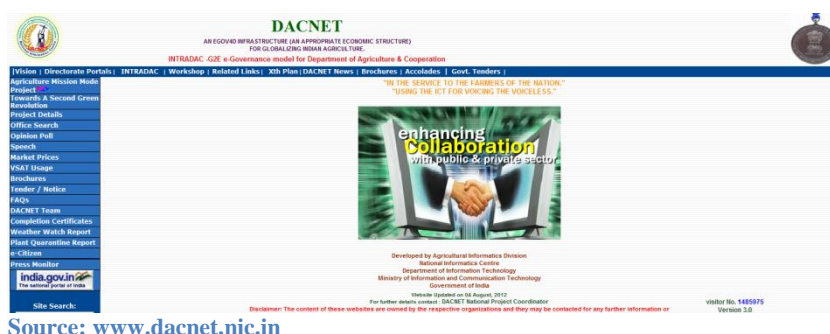 DACNET
AN EGOV4D INFRASTRUCTURE (AN APPROPRIATE ECONOMIC STRUCTURE)
FOR GLOBALIZING INDIAN AGRICULTURE.
INTRADAC -G2E e-Governance model for Department of Agriculture & Cooperation
|Vision | Directorate Portals| INTRADAC | Workshop | Related Links| Xth Plan|DACNET News | Brochures | Accolades | Govt. Tenders |
Agriculture Mission Mode
Project
Towards A Second Green
Revolution
Project Details
Office Search
Opinion Poll
Speech
Market Prices
VSAT Usage
Brochures
Tender / Notice
FAQs
DACNET Team
Completion Certificates
Weather Watch Report
Plant Quarantine Report
e-Citizen
Press Monitor
india.gov.in
The national portal of India
Site Search:
"IN THE SERVICE TO THE FARMERS OF THE NATION."
"USING THE ICT FOR VOICING THE VOICELESS."
enhancing
Collaboration
with public & private sector
Developed by Agricultural Informatics Division
National Informatics Centre
Department of Information Technology
Ministry of Information and Communication Technology
Government of India
Website Updated on 04 August, 2012
For further details contact : DACNET National Project Coordinator
Disclaimer: The content of these websites are owned by the respective organizations and they may be contacted for any further information or
visitor No. 1485975
Version 3.0
Source: www.dacnet.nic.in